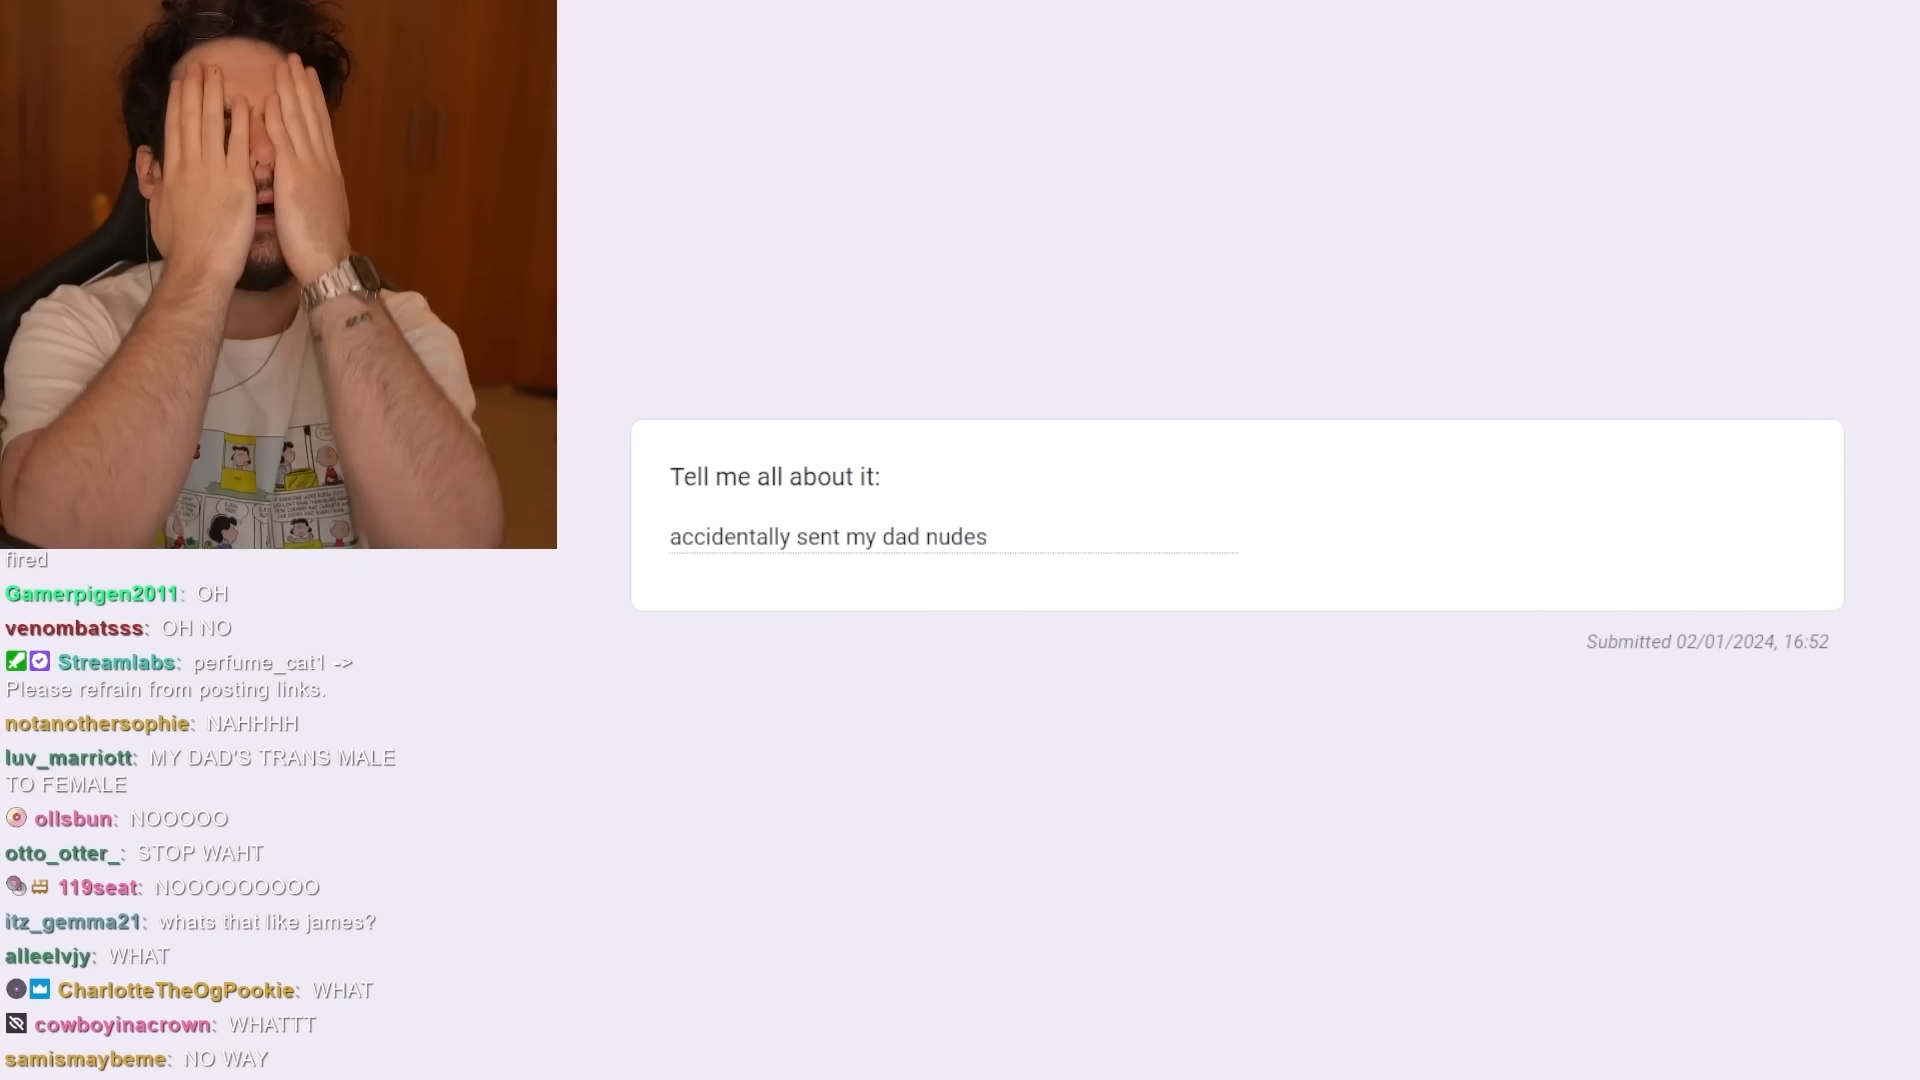 fired
Gamerpigen2011: OH
venombatsss: OH NO
Streamlabs: perfume_cat1 ->
Please refrain from posting links.
notanothersophie: NAHHHH
luv_marriott: MY DAD'S TRANS MALE
TO FEMALE
ollsbun: NOOOOO
otto_otter_: STOP WAHT
119seat: NOOOOOOOOO
itz_gemma21: whats that like james?
alleelvjy: WHAT
CharlotteTheOgPookie: WHAT
cowboyinacrown: WHATTT
samismaybeme: NO WAY
Tell me all about it:
accidentally sent my dad nudes
Submitted 02/01/2024, 16:52